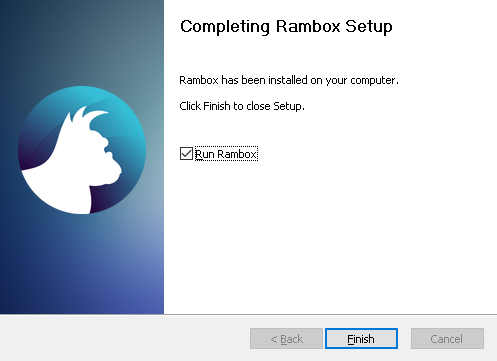 Completing Rambox Setup
Rambox has been installed on your computer.
Click Finish to close Setup.
Run Rambox
< Back
Finish
Cancel